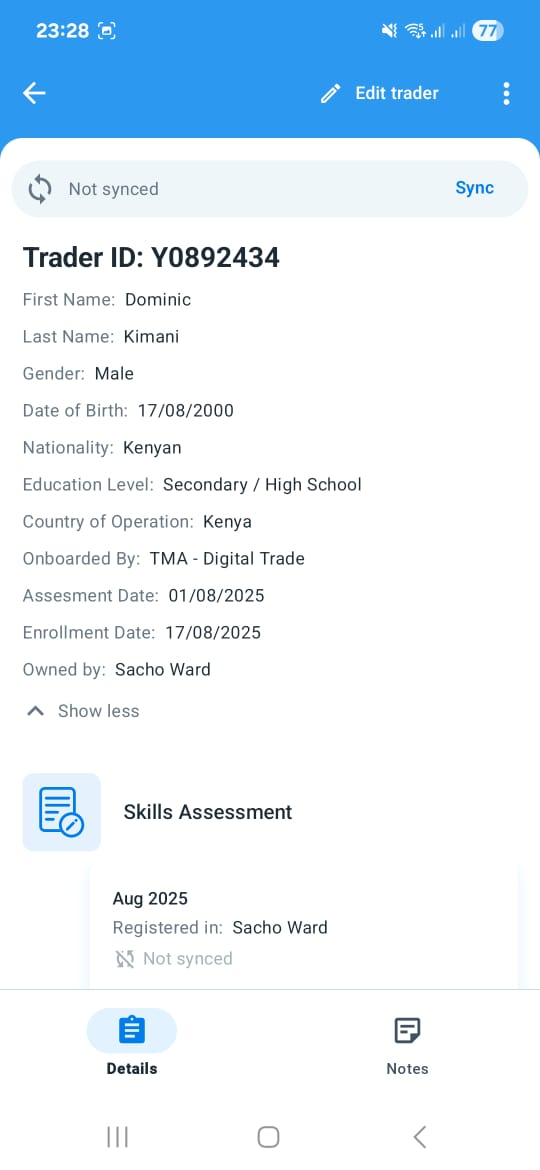 23:28
77
Edit trader
Not synced
Sync
Trader ID: Y0892434
First Name: Dominic
Last Name: Kimani
Gender: Male
Date of Birth: 17/08/2000
Nationality: Kenyan
Education Level: Secondary / High School
Country of Operation: Kenya
Onboarded By: TMA - Digital Trade
Assesment Date: 01/08/2025
Enrollment Date: 17/08/2025
Owned by: Sacho Ward
Show less
Skills Assessment
Aug 2025
Registered in: Sacho Ward
Not synced
Details
Notes